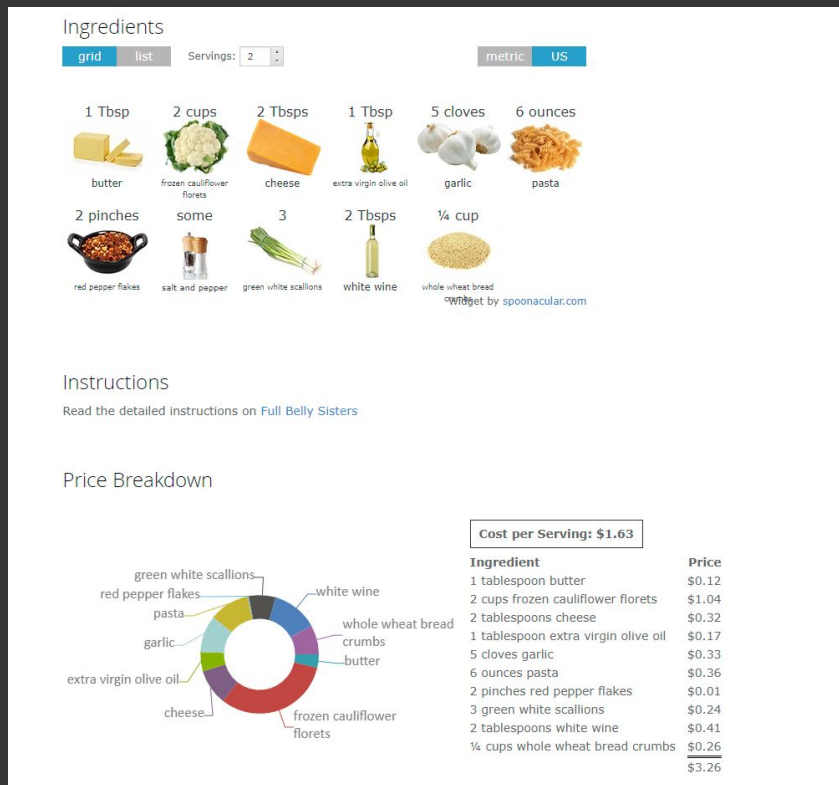 Ingredients
grid list Servings: 2 metric US
1 Tbsp 2 cups 2 Tbsps 1 Tbsp 5 cloves 6 ounces
butter frozen cauliflower cheese extra virgin olive oil garlic pasta
florets
2 pinches some 3 2 Tbsps ¼ cup
red pepper flakes salt and pepper green white scallions white wine whole wheat bread
crumbs
Widget by spoonacular.com
Instructions
Read the detailed instructions on Full Belly Sisters
Price Breakdown
green white scallions
red pepper flakes
pasta
garlic
extra virgin olive oil
cheese
white wine
whole wheat bread
crumbs
butter
frozen cauliflower
florets
Cost per Serving: $1.63
Ingredient Price
1 tablespoon butter $0.12
2 cups frozen cauliflower florets $1.04
2 tablespoons cheese $0.32
1 tablespoon extra virgin olive oil $0.17
5 cloves garlic $0.33
6 ounces pasta $0.36
2 pinches red pepper flakes $0.01
3 green white scallions $0.24
2 tablespoons white wine $0.41
¼ cups whole wheat bread crumbs $0.26
$3.26